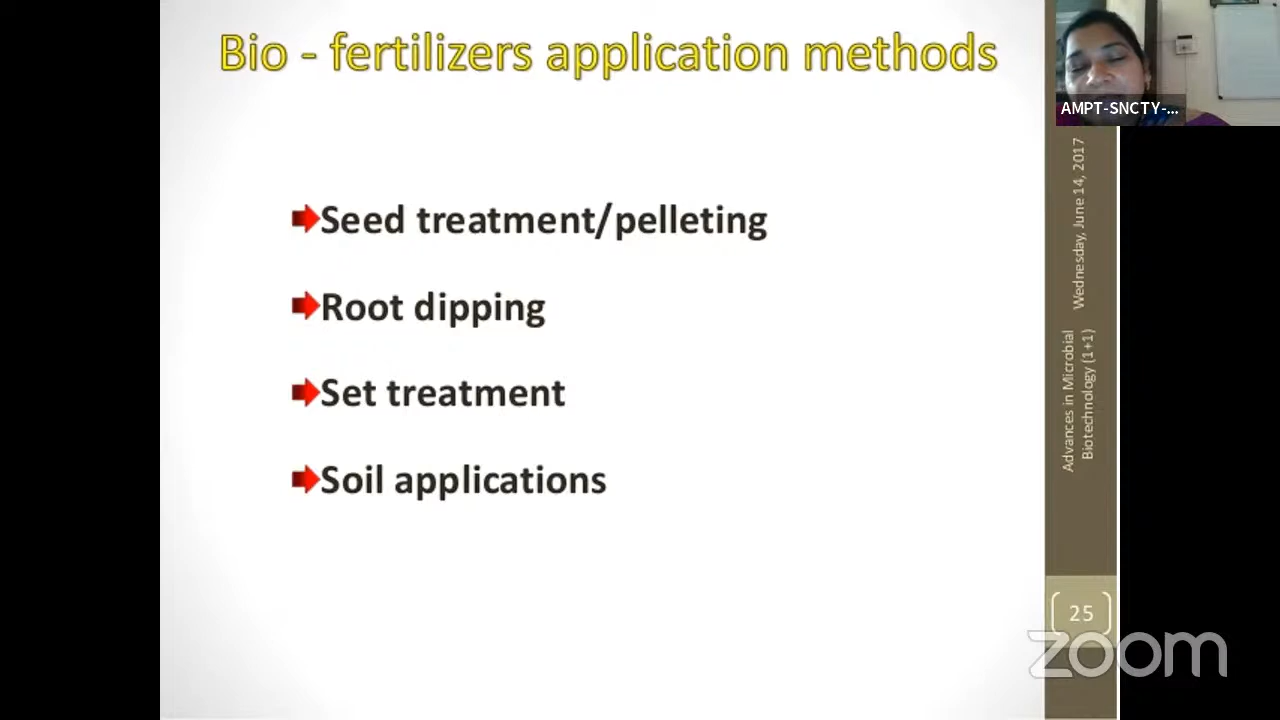 Bio - fertilizers application methods
Seed treatment/pelleting
Root dipping
Set treatment
Soil applications
AMPT-SNCTY-...
Wednesday, June 14, 2017
Advances in Microbial
Biotechnology (1+1)
25
zoom